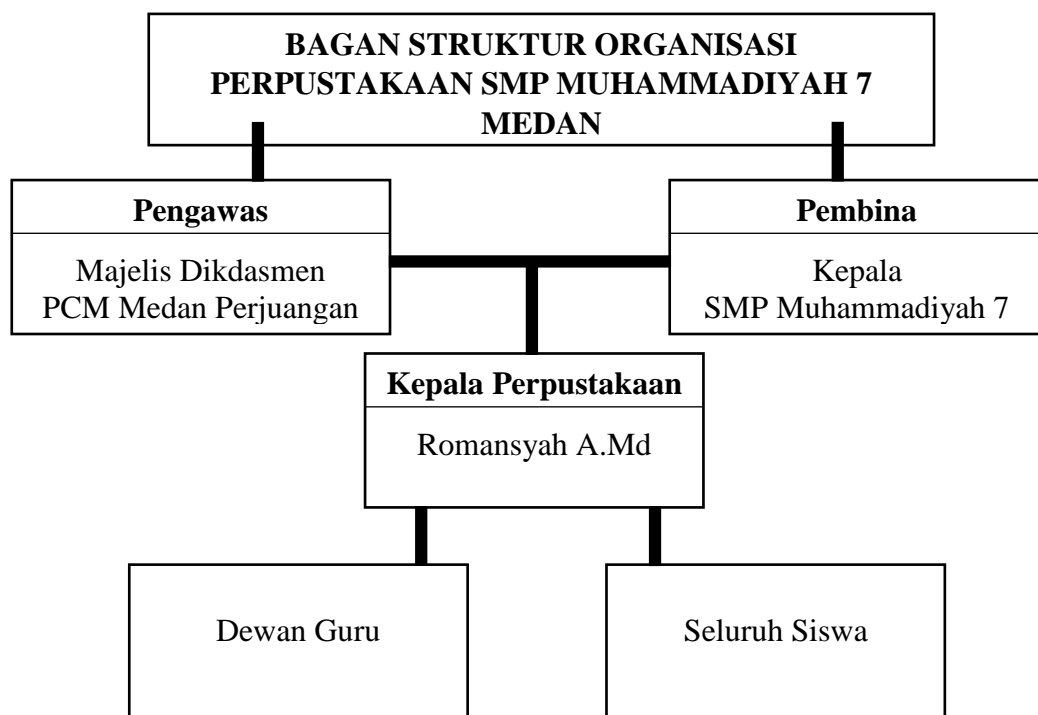 BAGAN STRUKTUR ORGANISASI
PERPUSTAKAAN SMP MUHAMMADIYAH 7
MEDAN
Pengawas
Majelis Dikdasmen
PCM Medan Perjuangan
Pembina
Kepala
SMP Muhammadiyah 7
Kepala Perpustakaan
Romansyah A.Md
Dewan Guru
Seluruh Siswa